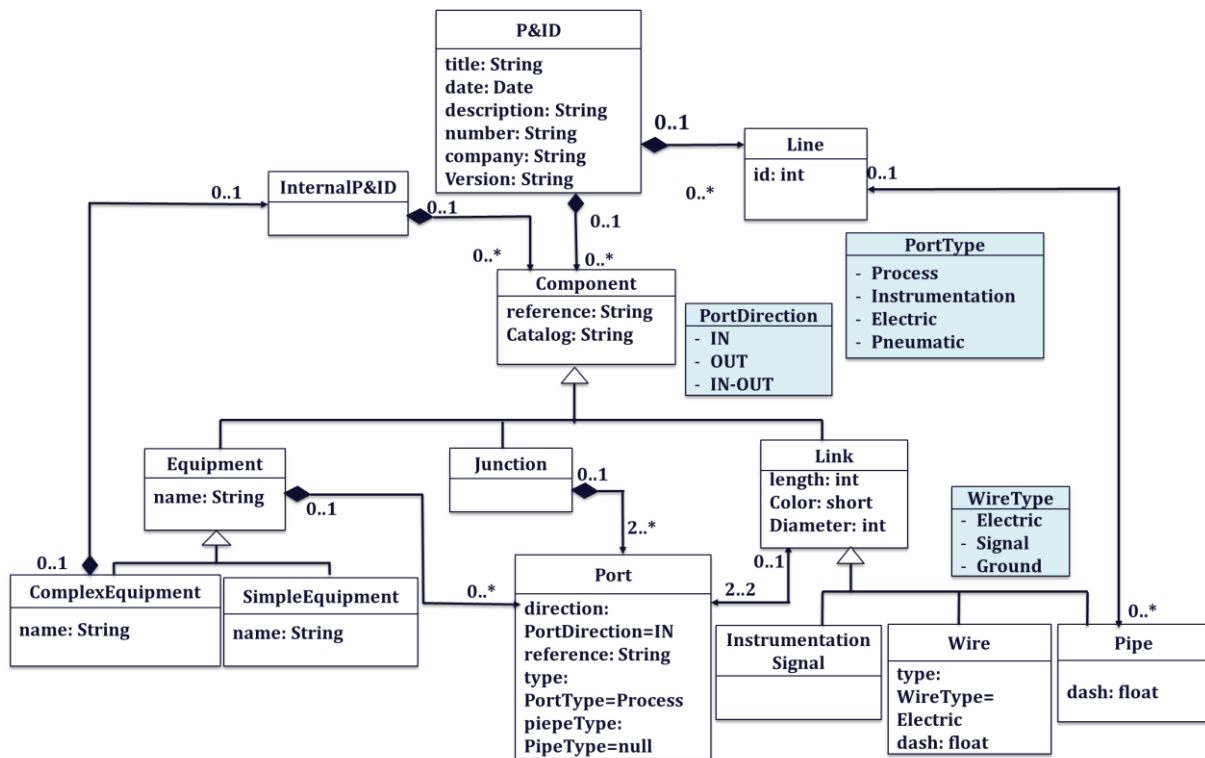 P&ID
title: String
date: Date
description: String
number: String
company: String
Version: String
0..1
0..*
Line
id: int
0..1
InternalP&ID
0..1
0..1
0..*
0..1
0..*
Component
reference: String
Catalog: String
PortDirection
- IN
- OUT
- IN-OUT
PortType
- Process
- Instrumentation
- Electric
- Pneumatic
Equipment
name: String
0..1
0..*
Junction
0..1
2..*
Link
length: int
Color: short
Diameter: int
0..1
2..2
WireType
- Electric
- Signal
- Ground
0..1
ComplexEquipment
name: String
SimpleEquipment
name: String
Port
direction:
PortDirection=IN
reference: String
type:
PortType=Process
piepeType:
PipeType=null
Instrumentation
Signal
Wire
type:
WireType=
Electric
dash: float
0..*
Pipe
dash: float